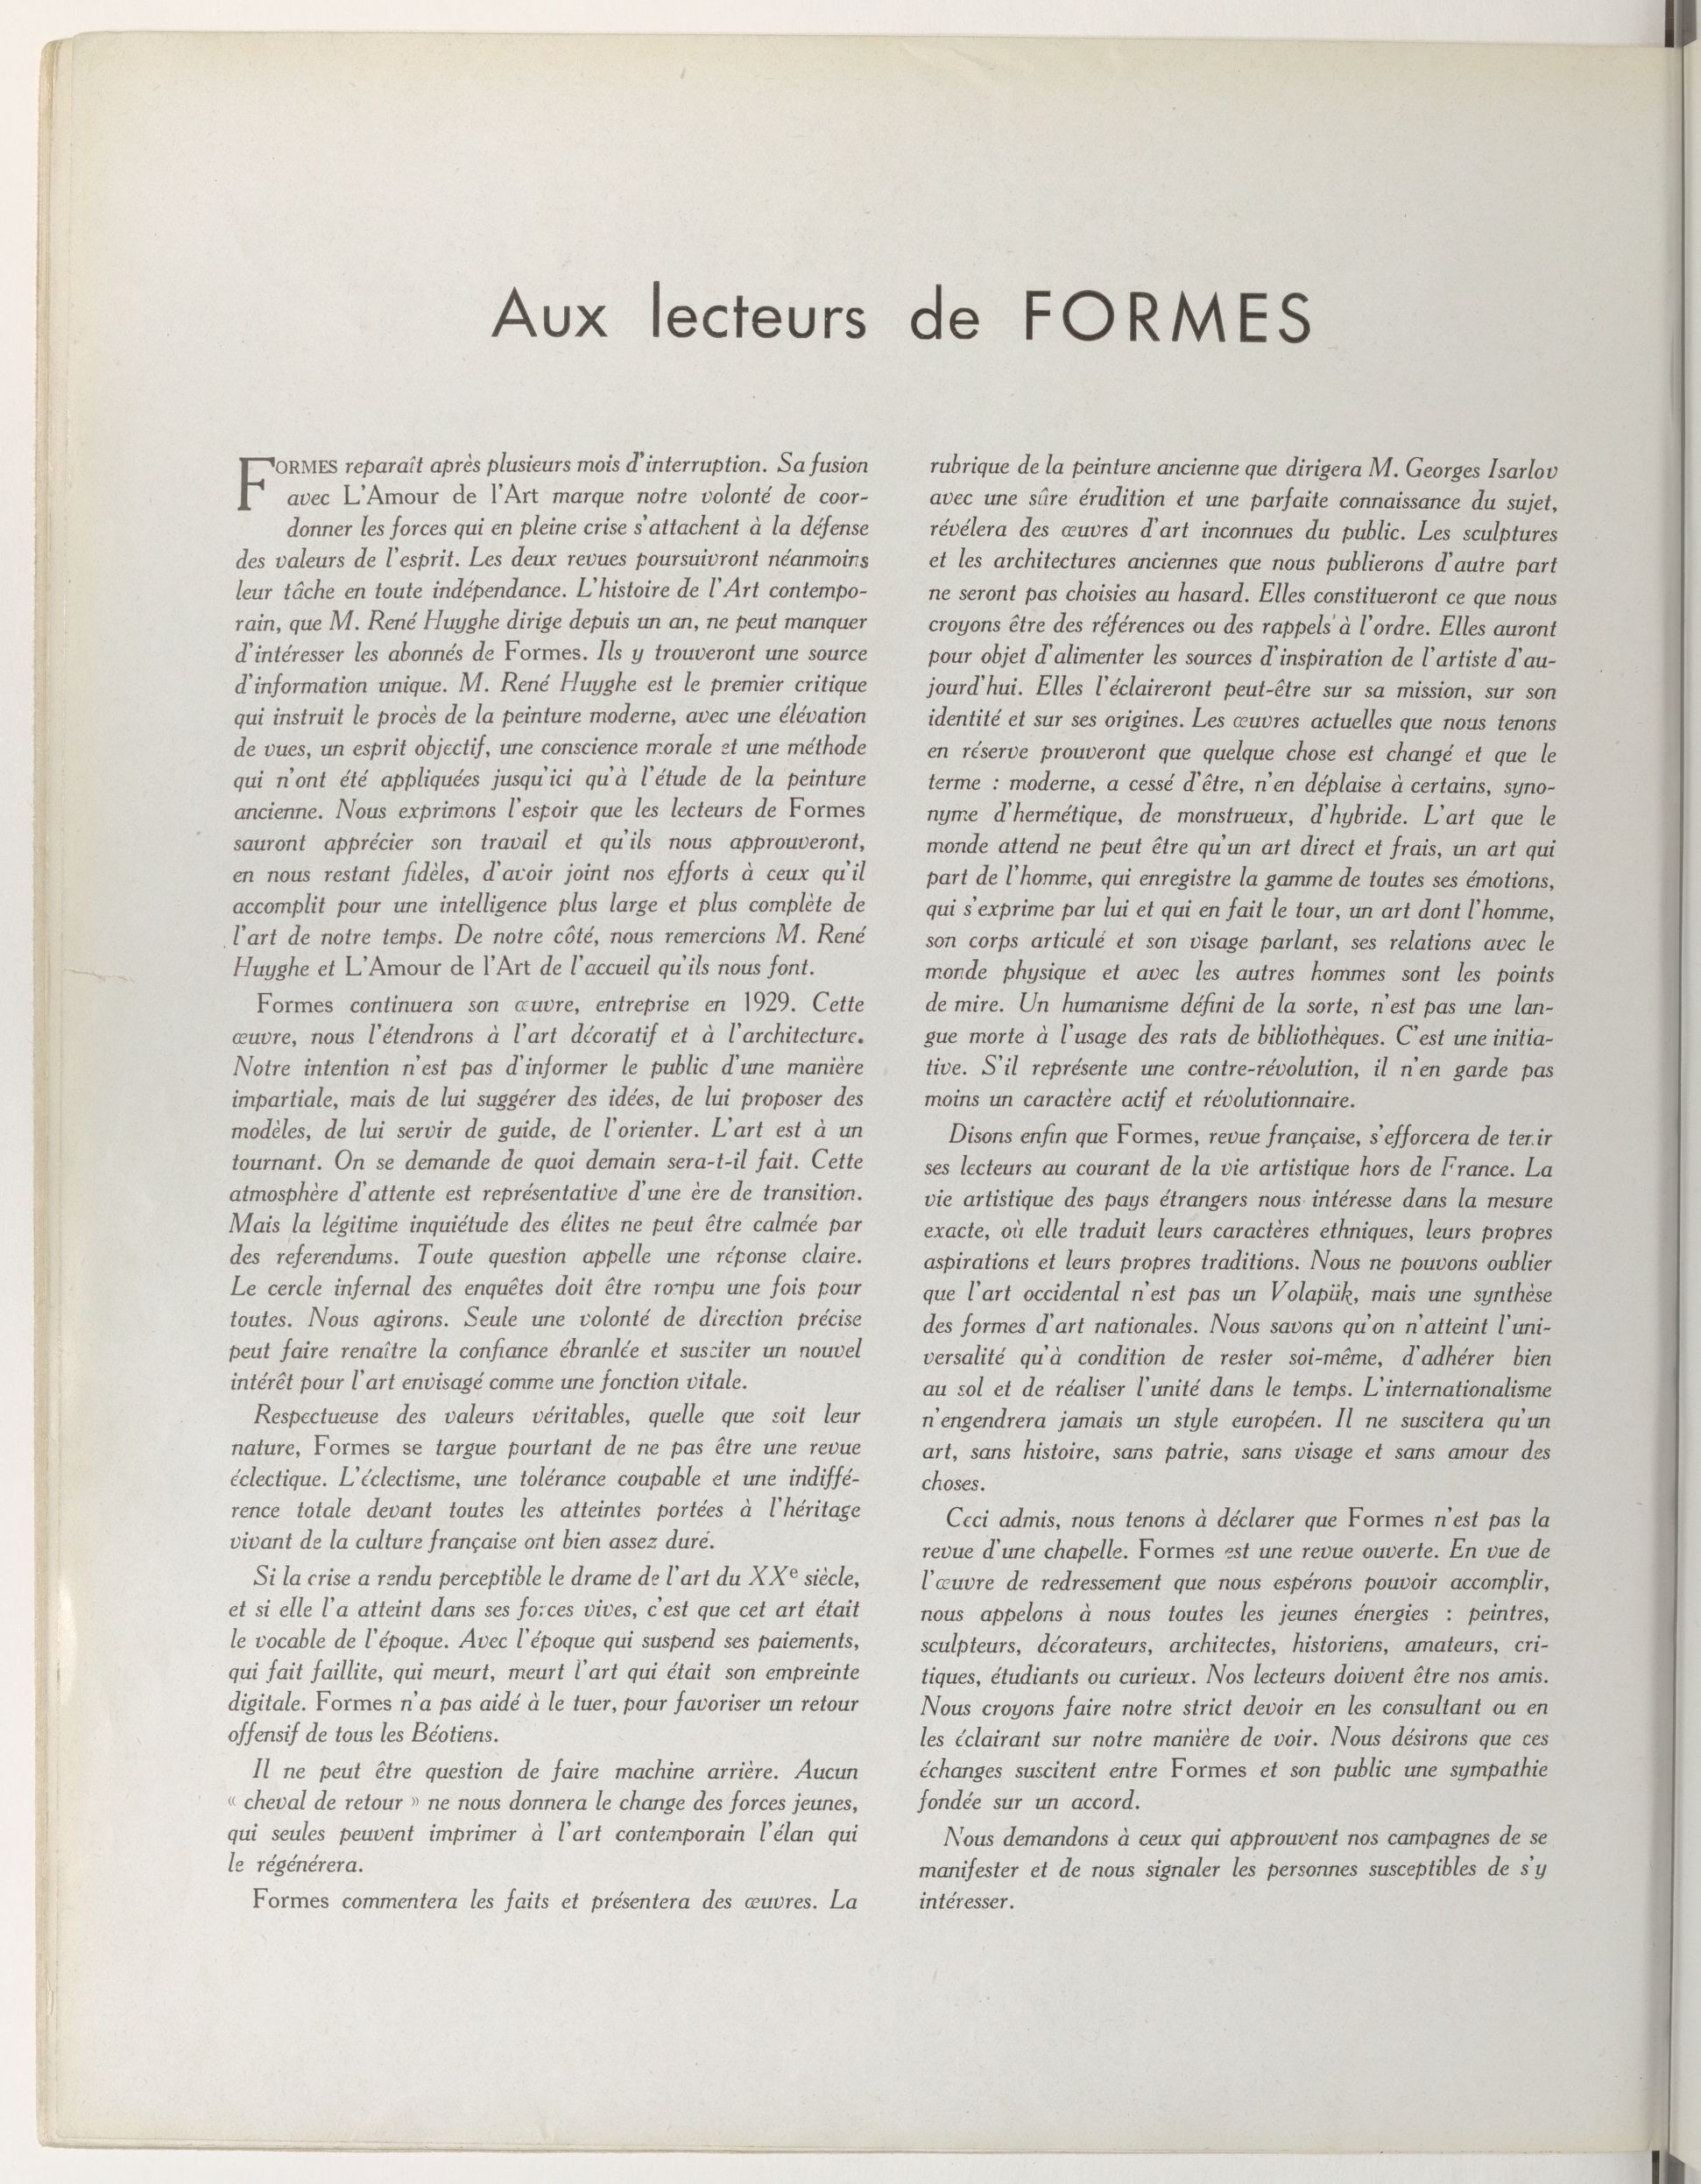 Aux lecteurs de FORMES
FORMES reparaît après plusieurs mois d'interruption. Sa fusion
avec L'Amour de l'Art marque notre volonté de coor-
donner les forces qui en pleine crise s'attachent à la défense
des valeurs de l'esprit. Les deux revues poursuivront néanmoins
leur tâche en toute indépendance. L'histoire de l'Art contempo-
rain, que M. René Huyghe dirige depuis un an, ne peut manquer
d'intéresser les abonnés de Formes. Ils y trouveront une source
d'information unique. M. René Huyghe est le premier critique
qui instruit le procès de la peinture moderne, avec une élévation
de vues, un esprit objectif, une conscience morale et une méthode
qui n'ont été appliquées jusqu'ici qu'à l'étude de la peinture
ancienne. Nous exprimons l'espoir que les lecteurs de Formes
sauront apprécier son travail et qu'ils nous approuveront,
en nous restant fidèles, d'avoir joint nos efforts à ceux qu'il
accomplit pour une intelligence plus large et plus complète de
l'art de notre temps. De notre côté, nous remercions M. René
Huyghe et L'Amour de l'Art de l'accueil qu'ils nous font.
Formes continuera son œuvre, entreprise en 1929. Cette
œuvre, nous l'étendrons à l'art décoratif et à l'architecture.
Notre intention n'est pas d'informer le public d'une manière
impartiale, mais de lui suggérer des idées, de lui proposer des
modèles, de lui servir de guide, de l'orienter. L'art est à un
tournant. On se demande de quoi demain sera-t-il fait. Cette
atmosphère d'attente est représentative d'une ère de transition.
Mais la légitime inquiétude des élites ne peut être calmée par
des referendums. Toute question appelle une réponse claire.
Le cercle infernal des enquêtes doit être rompu une fois pour
toutes. Nous agirons. Seule une volonté de direction précise
peut faire renaître la confiance ébranlée et susciter un nouvel
intérêt pour l'art envisagé comme une fonction vitale.
Respectueuse des valeurs véritables, quelle que soit leur
nature, Formes se targue pourtant de ne pas être une revue
éclectique. L'éclectisme, une tolérance coupable et une indiffé-
rence totale devant toutes les atteintes portées à l'héritage
vivant de la culture française ont bien assez duré.
Si la crise a rendu perceptible le drame de l'art du XXe siècle,
et si elle l'a atteint dans ses forces vives, c'est que cet art était
le vocable de l'époque. Avec l'époque qui suspend ses paiements,
qui fait faillite, qui meurt, meurt l'art qui était son empreinte
digitale. Formes n'a pas aidé à le tuer, pour favoriser un retour
offensif de tous les Béotiens.
Il ne peut être question de faire machine arrière. Aucun
« cheval de retour » ne nous donnera le change des forces jeunes,
qui seules peuvent imprimer à l'art contemporain l'élan qui
le régénérera.
Formes commentera les faits et présentera des œuvres. La
rubrique de la peinture ancienne que dirigera M. Georges Isarlov
avec une sûre érudition et une parfaite connaissance du sujet,
révélera des œuvres d'art inconnues du public. Les sculptures
et les architectures anciennes que nous publierons d'autre part
ne seront pas choisies au hasard. Elles constitueront ce que nous
croyons être des références ou des rappels à l'ordre. Elles auront
pour objet d'alimenter les sources d'inspiration de l'artiste d'au-
jourd'hui. Elles l'éclaireront peut-être sur sa mission, sur son
identité et sur ses origines. Les œuvres actuelles que nous tenons
en réserve prouveront que quelque chose est changé et que le
terme : moderne, a cessé d'être, n'en déplaise à certains, syno-
nyme d'hermétique, de monstrueux, d'hybride. L'art que le
monde attend ne peut être qu'un art direct et frais, un art qui
part de l'homme, qui enregistre la gamme de toutes ses émotions,
qui s'exprime par lui et qui en fait le tour, un art dont l'homme,
son corps articulé et son visage parlant, ses relations avec le
monde physique et avec les autres hommes sont les points
de mire. Un humanisme défini de la sorte, n'est pas une lan-
gue morte à l'usage des rats de bibliothèques. C'est une initia-
tive. S'il représente une contre-révolution, il n'en garde pas
moins un caractère actif et révolutionnaire.
Disons enfin que Formes, revue française, s'efforcera de tenir
ses lecteurs au courant de la vie artistique hors de France. La
vie artistique des pays étrangers nous intéresse dans la mesure
exacte, où elle traduit leurs caractères ethniques, leurs propres
aspirations et leurs propres traditions. Nous ne pouvons oublier
que l'art occidental n'est pas un Volapük, mais une synthèse
des formes d'art nationales. Nous savons qu'on n'atteint l'uni-
versalité qu'à condition de rester soi-même, d'adhérer bien
au sol et de réaliser l'unité dans le temps. L'internationalisme
n'engendrera jamais un style européen. Il ne suscitera qu'un
art, sans histoire, sans patrie, sans visage et sans amour des
choses.
Ceci admis, nous tenons à déclarer que Formes n'est pas la
revue d'une chapelle. Formes est une revue ouverte. En vue de
l'œuvre de redressement que nous espérons pouvoir accomplir,
nous appelons à nous toutes les jeunes énergies : peintres,
sculpteurs, décorateurs, architectes, historiens, amateurs, cri-
tiques, étudiants ou curieux. Nos lecteurs doivent être nos amis.
Nous croyons faire notre strict devoir en les consultant ou en
les éclairant sur notre manière de voir. Nous désirons que ces
échanges suscitent entre Formes et son public une sympathie
fondée sur un accord.
Nous demandons à ceux qui approuvent nos campagnes de se
manifester et de nous signaler les personnes susceptibles de s'y
intéresser.